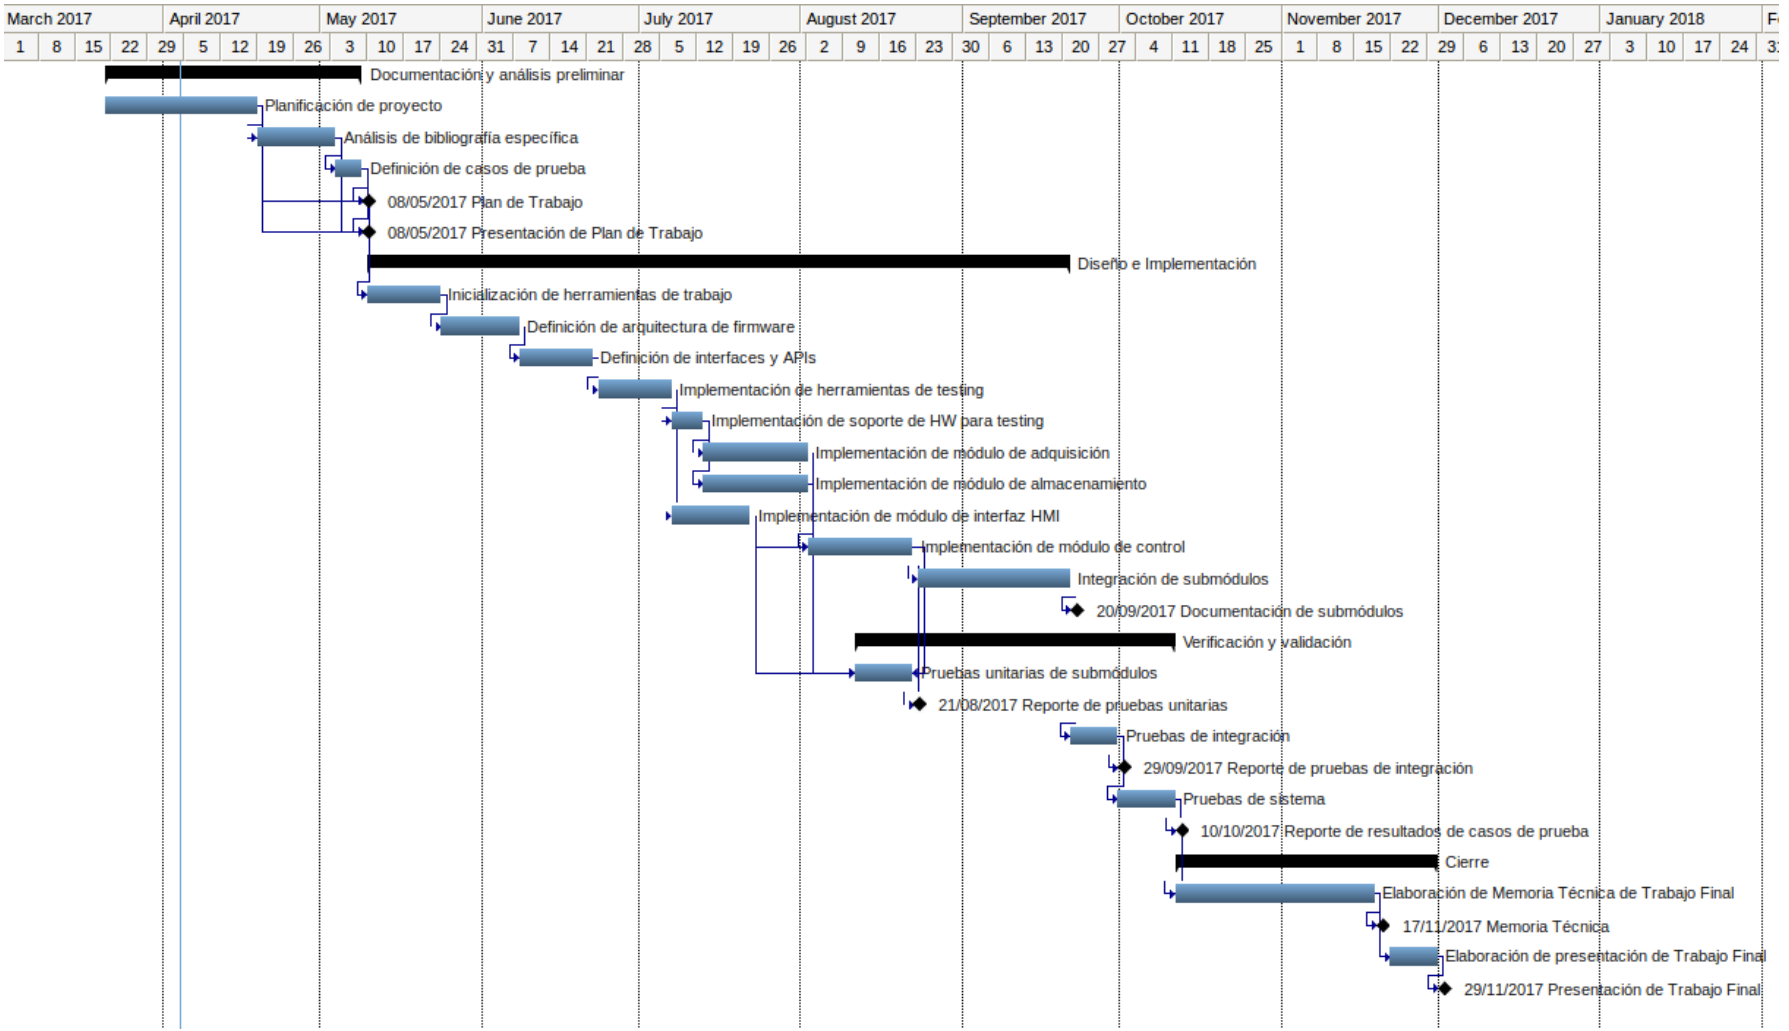 March 2017 April 2017 May 2017 June 2017 July 2017 August 2017 September 2017 October 2017 November 2017 December 2017 January 2018 F
1 8 15 22 29 5 12 19 26 3 10 17 24 31 7 14 21 28 5 12 19 26 2 9 16 23 30 6 13 20 27 4 11 18 25 1 8 15 22 29 6 13 20 27 3 10 17 24 31
Documentación y análisis preliminar
Planificación de proyecto
Análisis de bibliografía específica
Definición de casos de prueba
08/05/2017 Plan de Trabajo
08/05/2017 Presentación de Plan de Trabajo
Diseño e Implementación
Inicialización de herramientas de trabajo
Definición de arquitectura de firmware
Definición de interfaces y APIs
Implementación de herramientas de testing
Implementación de soporte de HW para testing
Implementación de módulo de adquisición
Implementación de módulo de almacenamiento
Implementación de módulo de interfaz HMI
Implementación de módulo de control
Integración de submódulos
20/09/2017 Documentación de submódulos
Verificación y validación
Pruebas unitarias de submódulos
21/08/2017 Reporte de pruebas unitarias
Pruebas de integración
29/09/2017 Reporte de pruebas de integración
Pruebas de sistema
10/10/2017 Reporte de resultados de casos de prueba
Cierre
Elaboración de Memoria Técnica de Trabajo Final
17/11/2017 Memoria Técnica
Elaboración de presentación de Trabajo Final
29/11/2017 Presentación de Trabajo Final